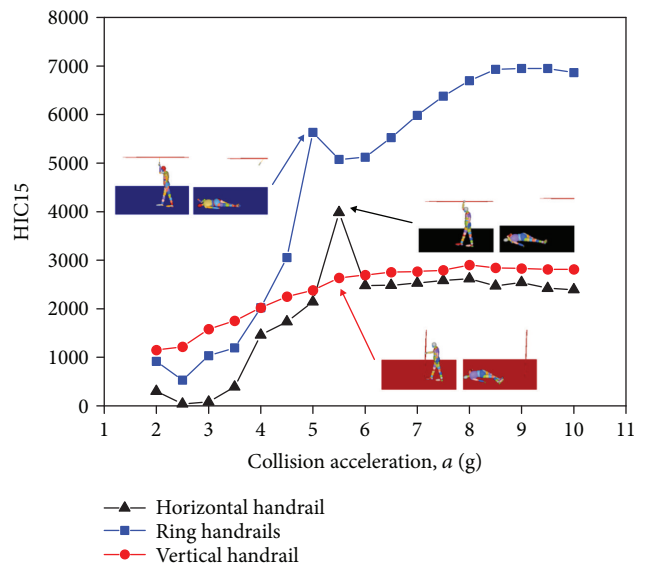 7000
6000
5000
4000
3000
2000
1000
0
HIC15
1 2 3 4 5 6 7 8 9 10 11
Collision acceleration, a (g)
Horizontal handrail
Ring handrails
Vertical handrail